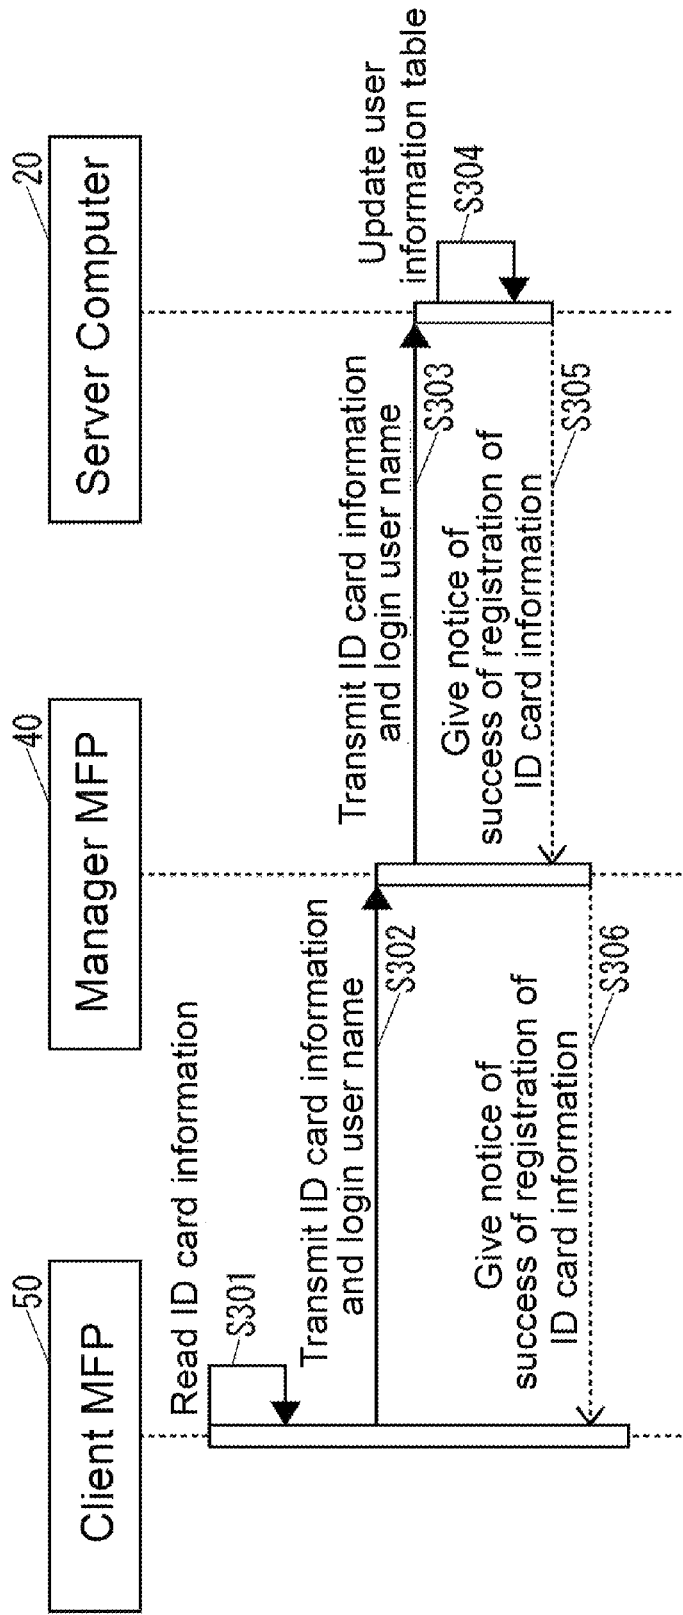 50
Client MFP
40
Manager MFP
20
Server Computer
Read ID card information
S301
Transmit ID card information
and login user name
S302
Transmit ID card information
and login user name
S303
Update user
information table
S304
Give notice of
success of registration of
ID card information
S305
Give notice of
success of registration of
ID card information
S306